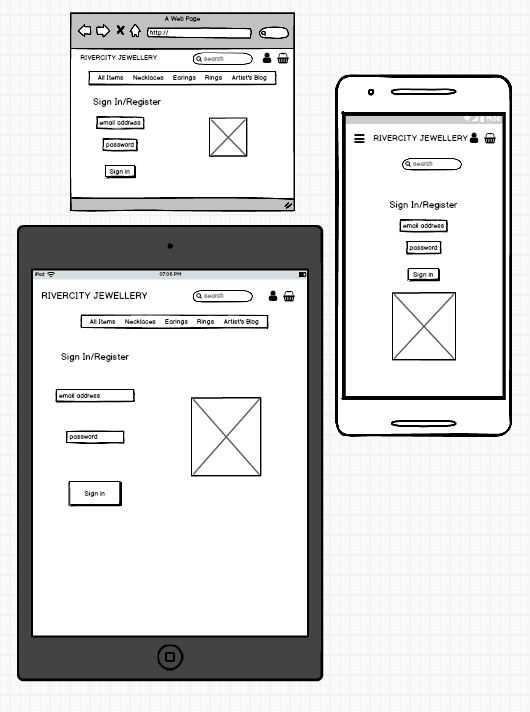 A Web Page
http://
RIVERCITY JEWELLERY
search
All Items Necklaces Earings Rings Artist's Blog
Sign In/Register
email address
password
Sign in
RIVERCITY JEWELLERY
search
Sign In/Register
email address
password
Sign in
iPad 07:06 PM
RIVERCITY JEWELLERY
search
All Items Necklaces Earings Rings Artist's Blog
Sign In/Register
email address
password
Sign in